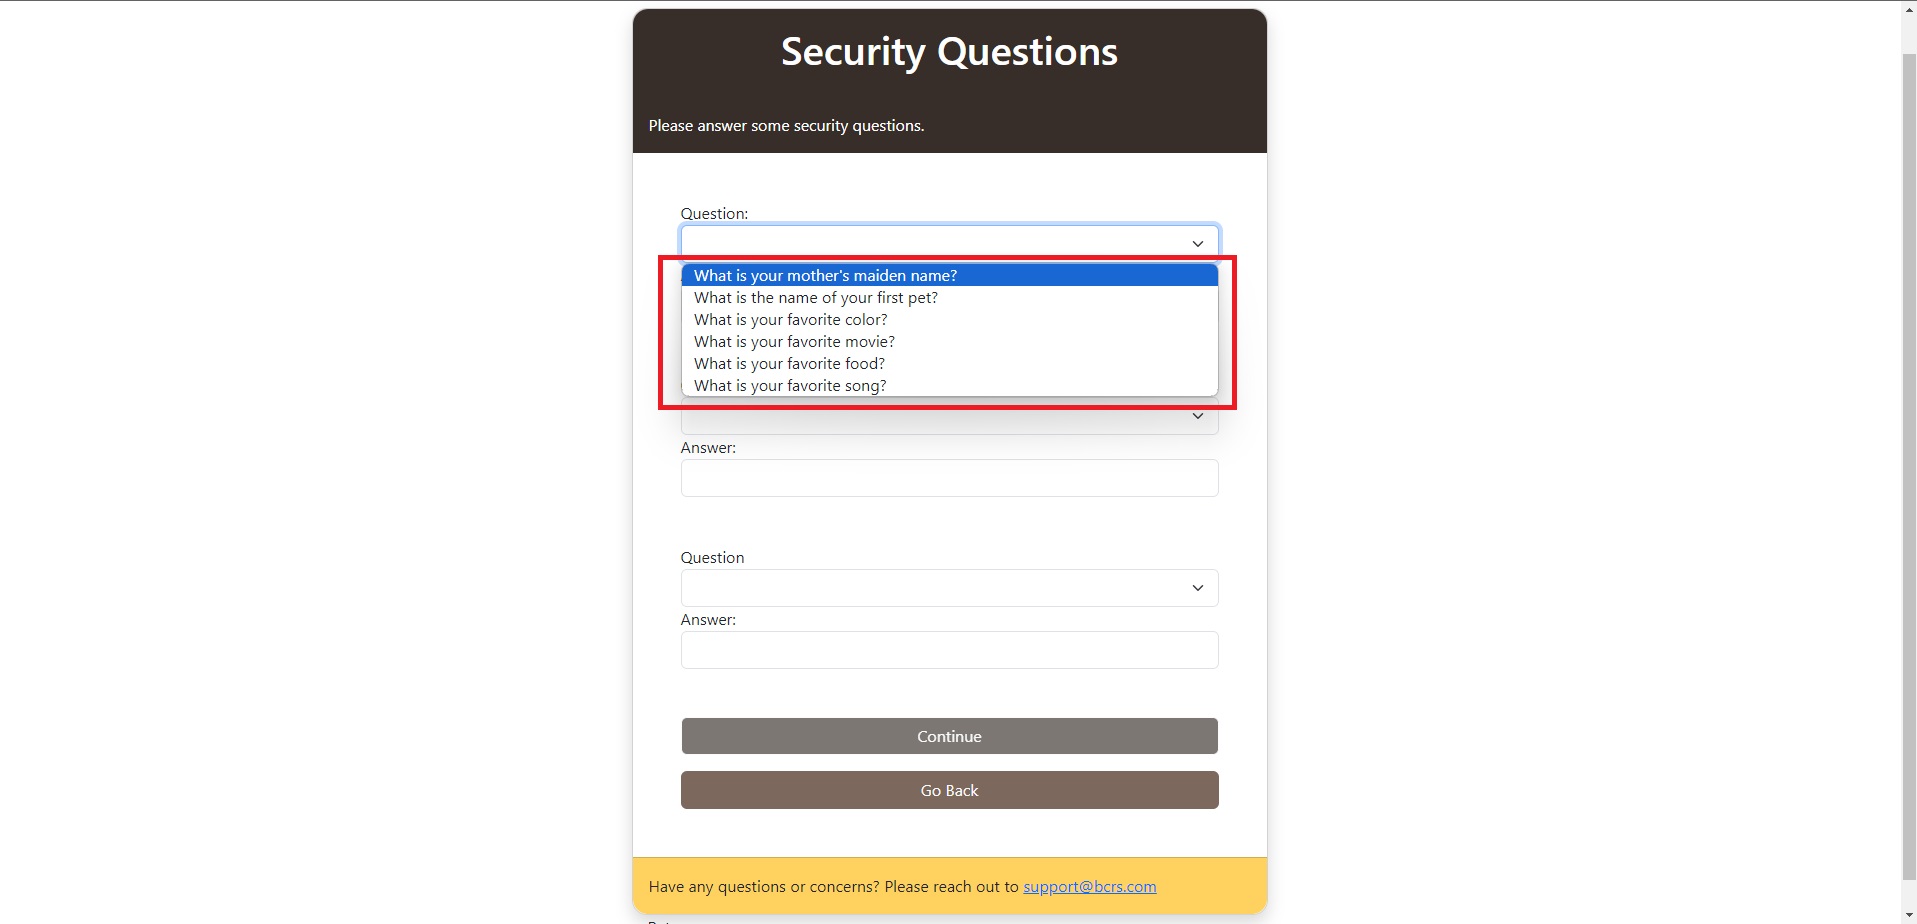 Security Questions
Please answer some security questions.
Question:
What is your mother's maiden name?
What is the name of your first pet?
What is your favorite color?
What is your favorite movie?
What is your favorite food?
What is your favorite song?
Answer:
Question
Answer:
Continue
Go Back
Have any questions or concerns? Please reach out to support@bcrs.com